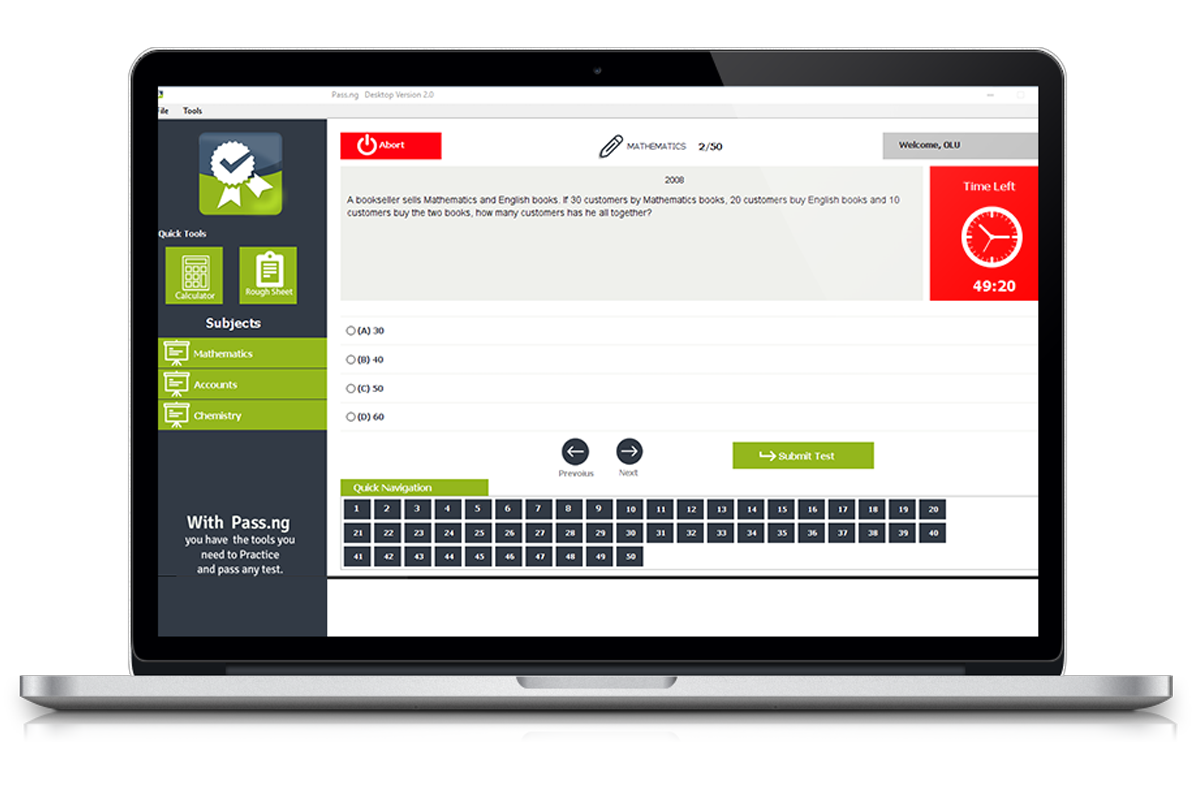 Pass.ng Desktop Version 2.0
File Tools
Abort
MATHEMATICS 2/50
Welcome, OLU
2008
A bookseller sells Mathematics and English books. If 30 customers by Mathematics books, 20 customers buy English books and 10
customers buy the two books, how many customers has he all together?
Time Left
49:20
Quick Tools
Calculator
Rough Sheet
Subjects
Mathematics
Accounts
Chemistry
(A) 30
(B) 40
(C) 50
(D) 60
Prevoius
Next
Submit Test
Quick Navigation
1 2 3 4 5 6 7 8 9 10 11 12 13 14 15 16 17 18 19 20
21 22 23 24 25 26 27 28 29 30 31 32 33 34 35 36 37 38 39 40
41 42 43 44 45 46 47 48 49 50
With Pass.ng
you have the tools you
need to Practice
and pass any test.